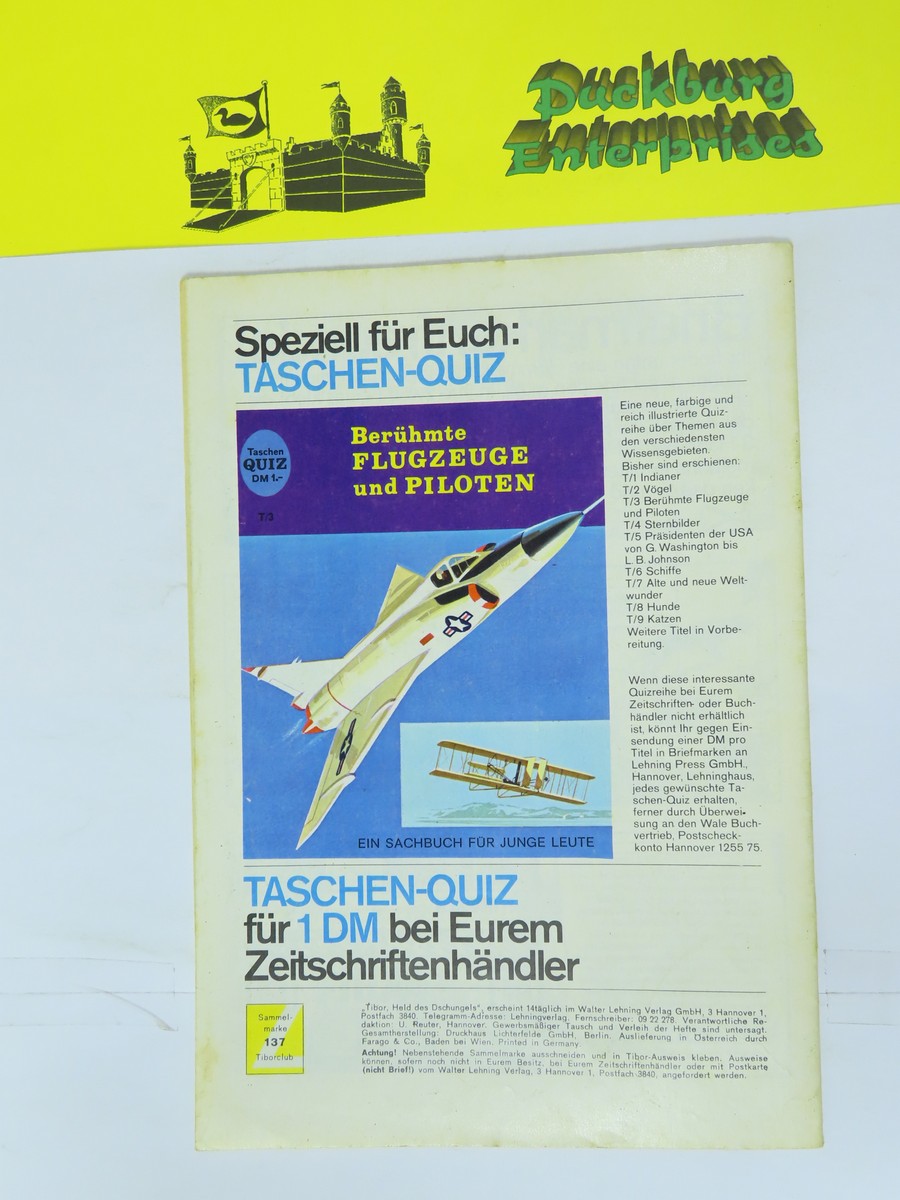 Duckburg
Enterprises
Speziell für Euch:
TASCHEN-QUIZ
Taschen
QUIZ
DM 1.-
T/3
Berühmte
FLUGZEUGE
und PILOTEN
EIN SACHBUCH FÜR JUNGE LEUTE
Eine neue, farbige und
reich illustrierte Quiz-
reihe über Themen aus
den verschiedensten
Wissensgebieten.
Bisher sind erschienen:
T/1 Indianer
T/2 Vögel
T/3 Berühmte Flugzeuge
und Piloten
T/4 Sternbilder
T/5 Präsidenten der USA
von G. Washington bis
L. B. Johnson
T/6 Schiffe
T/7 Alte und neue Welt-
wunder
T/8 Hunde
T/9 Katzen
Weitere Titel in Vorbe-
reitung.
Wenn diese interessante
Quizreihe bei Eurem
Zeitschriften- oder Buch-
händler nicht erhältlich
ist, könnt Ihr gegen Ein-
sendung einer DM pro
Titel in Briefmarken an
Lehning Press GmbH.,
Hannover, Lehninghaus,
jedes gewünschte Ta-
schen-Quiz erhalten,
ferner durch Überwei-
sung an den Wale Buch-
vertrieb, Postscheck-
konto Hannover 1255 75.
TASCHEN-QUIZ
für 1 DM bei Eurem
Zeitschriftenhändler
Sammel-
marke
137
Tiborclub
„Tibor, Held des Dschungels", erscheint 14täglich im Walter Lehning Verlag GmbH, 3 Hannover 1,
Postfach 3840. Telegramm-Adresse: Lehningverlag. Fernschreiber: 09 22 278. Verantwortliche Re-
daktion: U. Reuter, Hannover. Gewerbsmäßiger Tausch und Verleih der Hefte sind untersagt.
Gesamtherstellung: Druckhaus Lichterfelde GmbH, Berlin. Auslieferung in Österreich durch
Farago & Co., Baden bei Wien. Printed in Germany.
Achtung! Nebenstehende Sammelmarke ausschneiden und in Tibor-Ausweis kleben. Ausweise
können, sofern noch nicht in Eurem Besitz, bei Eurem Zeitschriftenhändler oder mit Postkarte
(nicht Brief!) vom Walter Lehning Verlag, 3 Hannover 1, Postfach 3840, angefordert werden.